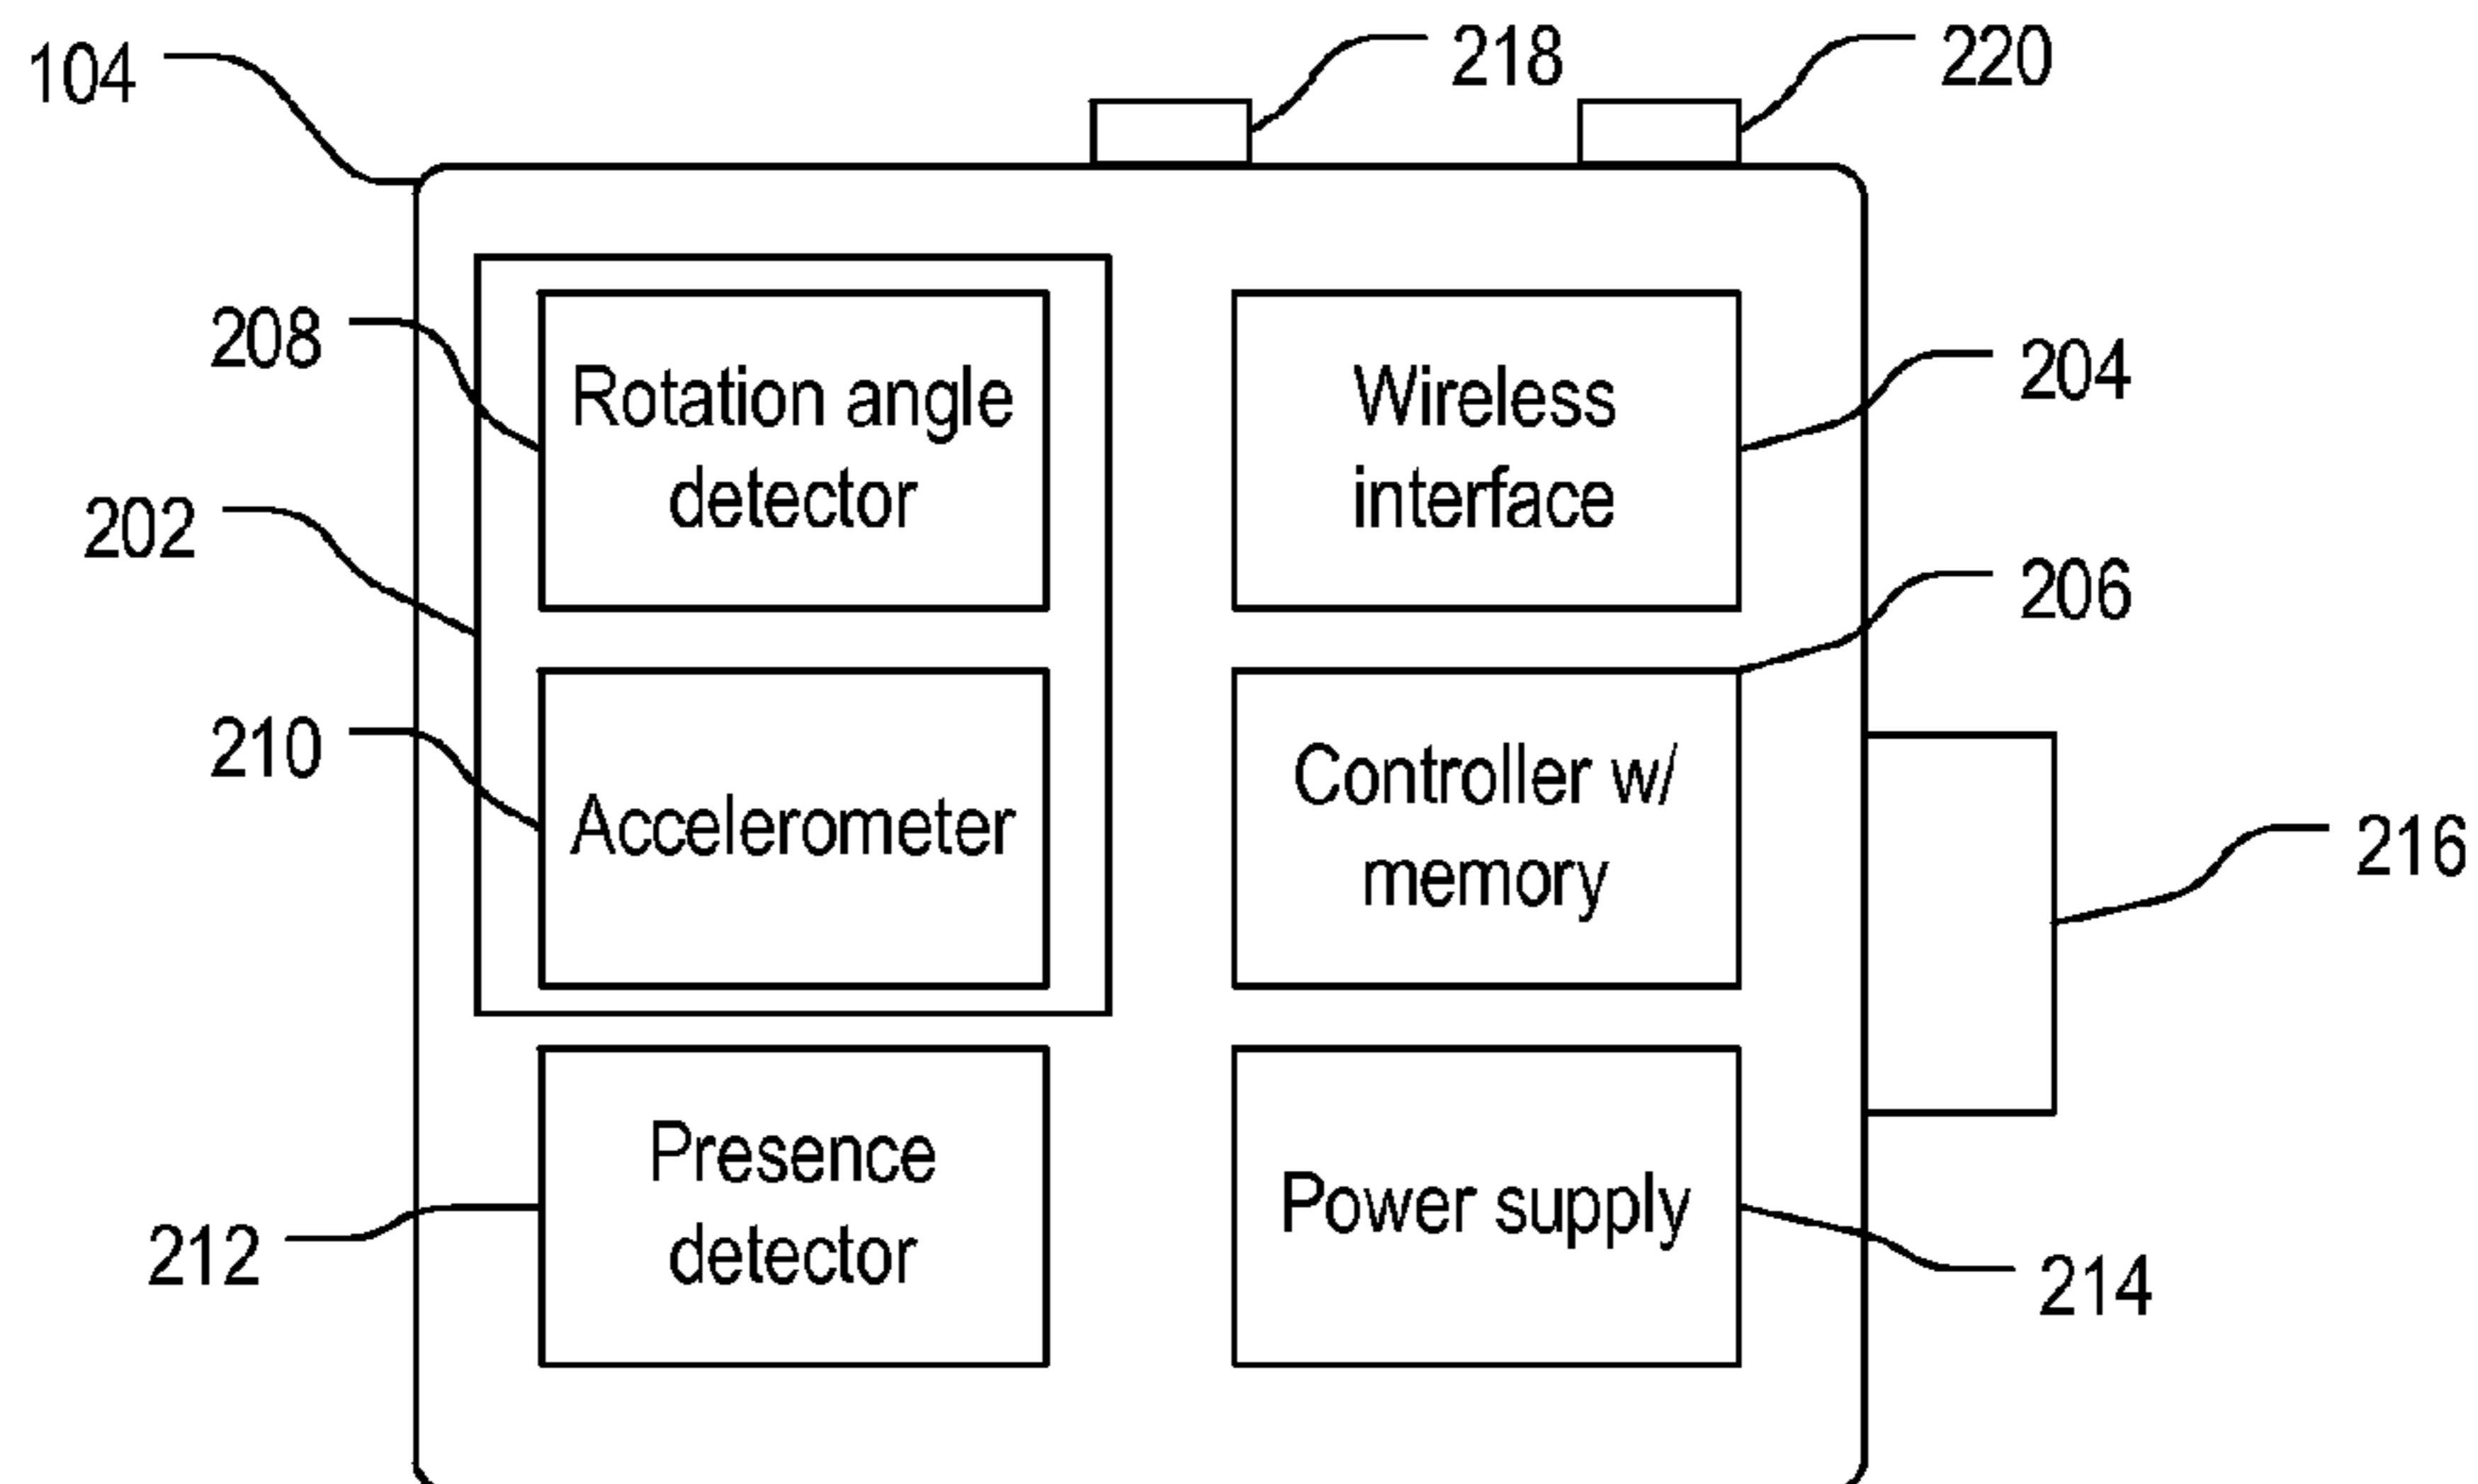 104
218
220
208
Rotation angle
detector
Wireless
interface
204
202
206
210
Accelerometer
Controller w/
memory
216
212
Presence
detector
Power supply
214